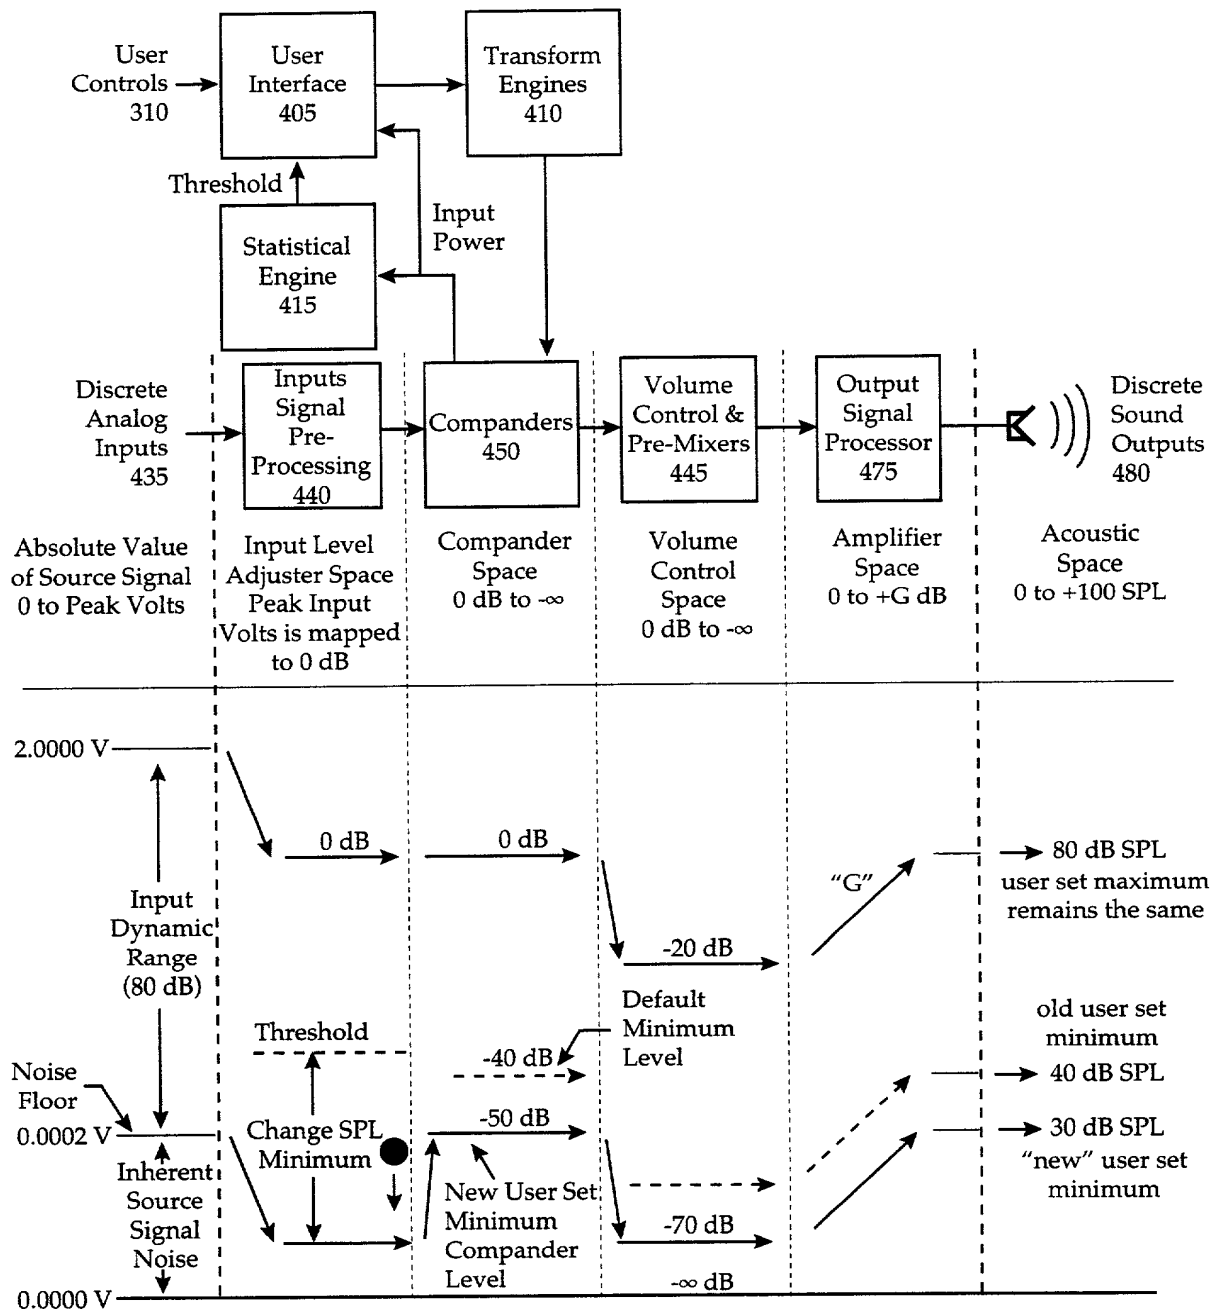 User
Controls
310
User
Interface
405
Transform
Engines
410
Threshold
Input
Power
Statistical
Engine
415
Discrete
Analog
Inputs
435
Inputs
Signal
Pre-
Processing
440
Companders
450
Volume
Control &
Pre-Mixers
445
Output
Signal
Processor
475
Discrete
Sound
Outputs
480
Absolute Value
of Source Signal
0 to Peak Volts
Input Level
Adjuster Space
Peak Input
Volts is mapped
to 0 dB
Compander
Space
0 dB to -∞
Volume
Control
Space
0 dB to -∞
Amplifier
Space
0 to +G dB
Acoustic
Space
0 to +100 SPL
2.0000 V
0 dB
0 dB
"G"
80 dB SPL
user set maximum
remains the same
Input
Dynamic
Range
(80 dB)
-20 dB
Threshold
Default
Minimum
Level
-40 dB
old user set
minimum
40 dB SPL
Noise
Floor
0.0002 V
Change SPL
Minimum
-50 dB
30 dB SPL
"new" user set
minimum
Inherent
Source
Signal
Noise
New User Set
Minimum
Compander
Level
-70 dB
-∞ dB
0.0000 V